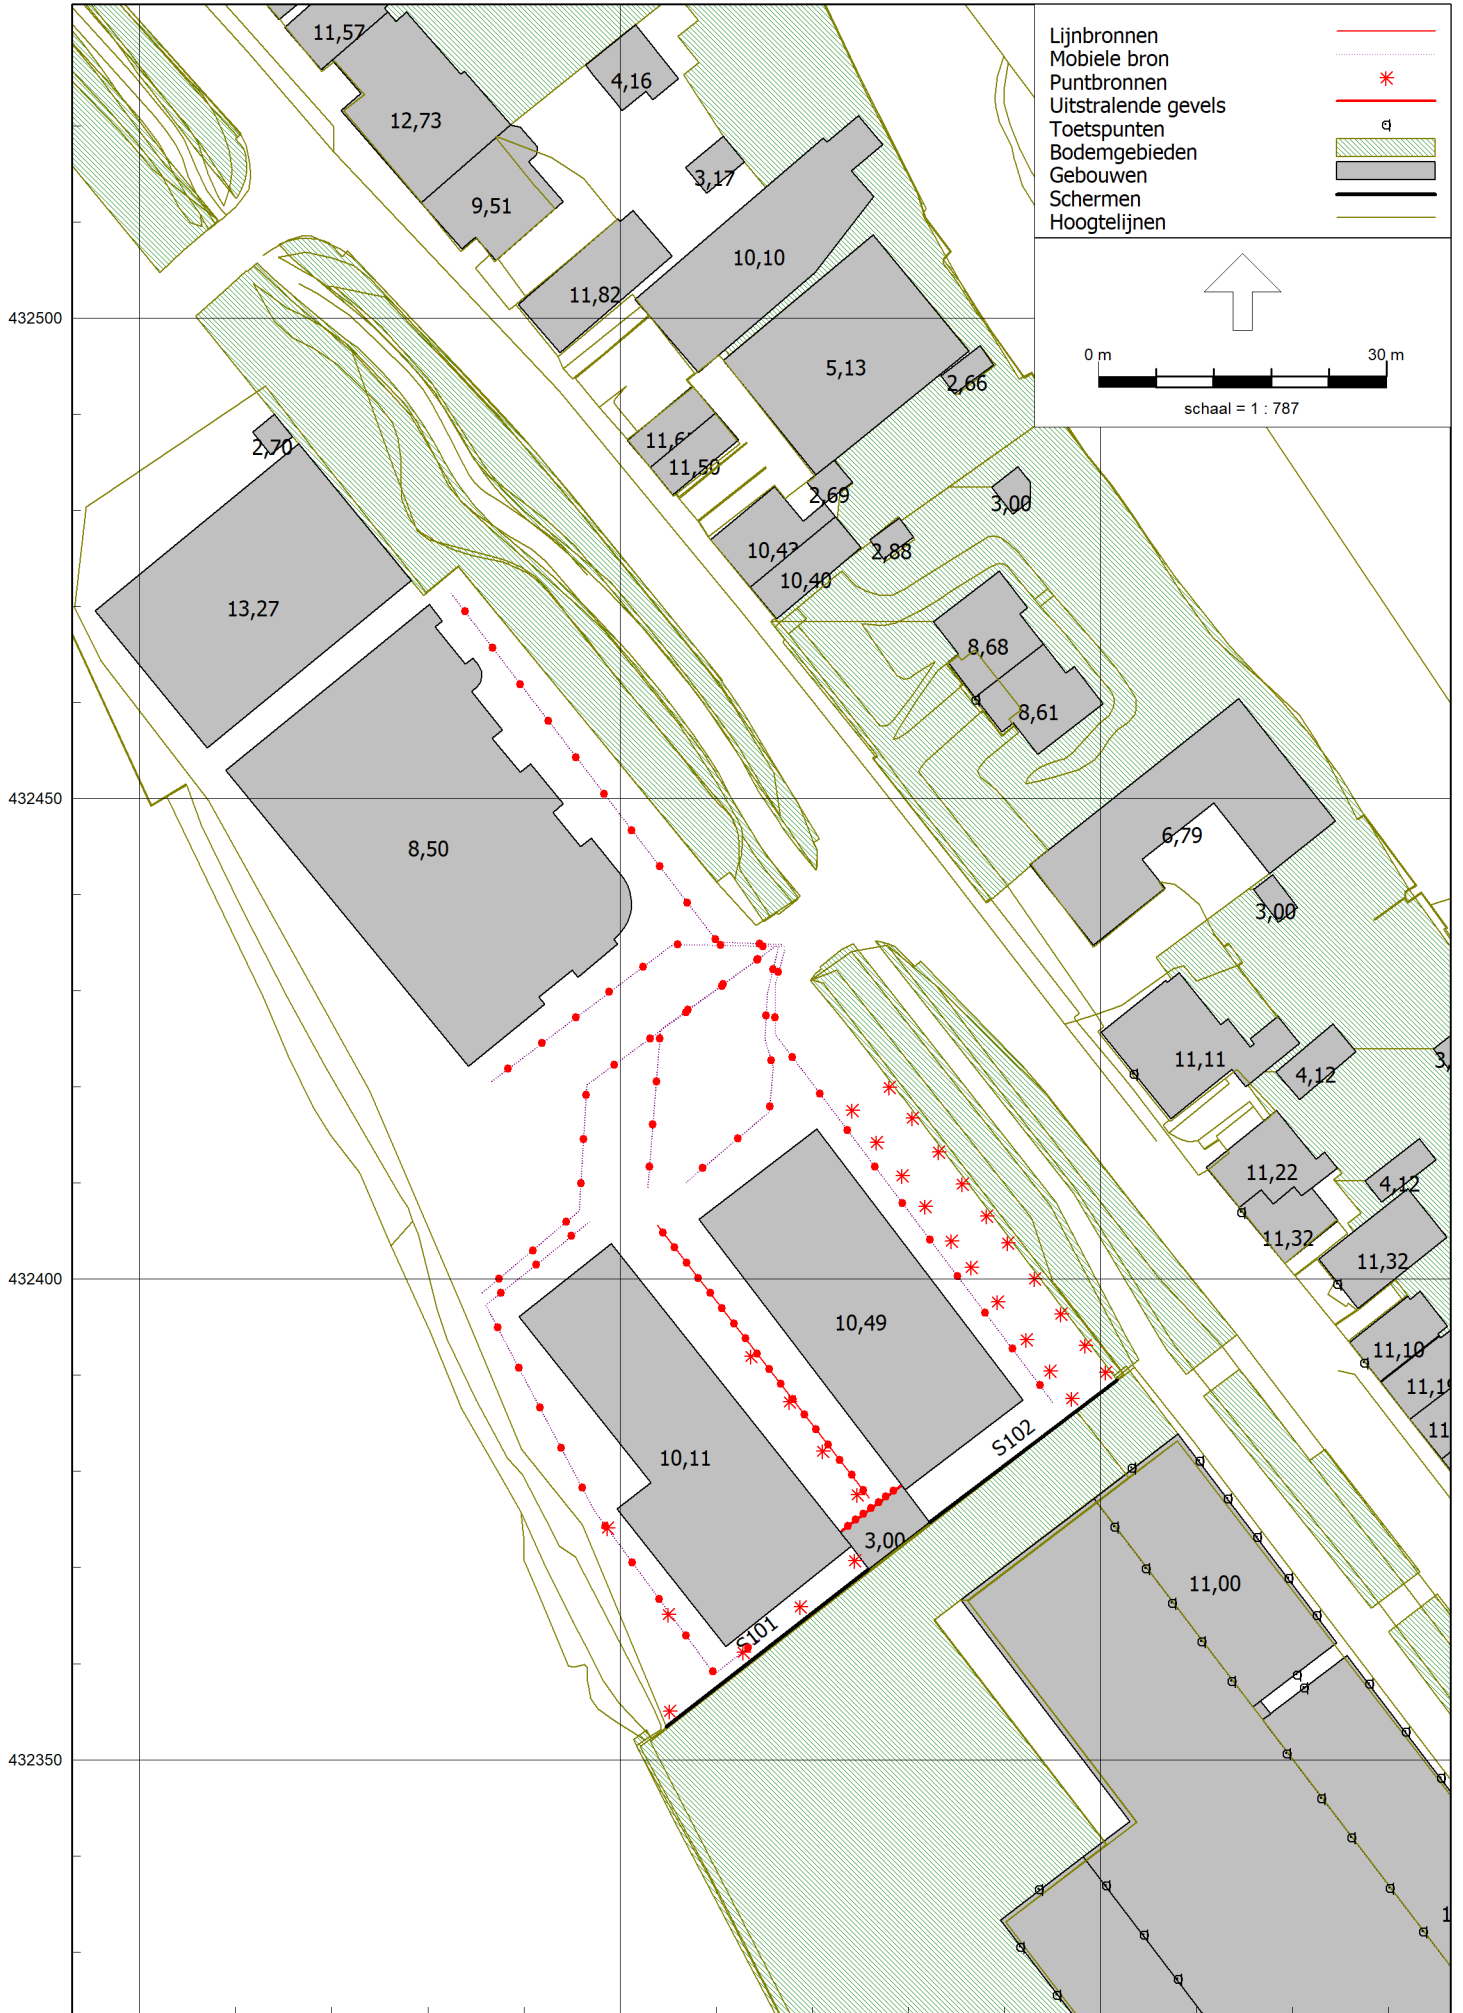 Lijnbronnen
Mobiele bron
Puntbronnen
Uitstralende gevels
Toetspunten
Bodemgebieden
Gebouwen
Schermen
Hoogtelijnen
0 m 30 m
schaal = 1 : 787
11,57
4,16
12,73
3,17
9,51
10,10
11,82
432500
5,13
2,66
11,50
2,70
2,69
3,00
10,40
2,88
13,27
8,68
8,61
432450
6,79
8,50
3,00
11,11
4,12
11,22
4,12
11,32
11,32
432400
10,49
11,10
S102
10,11
3,00
11,00
S101
432350